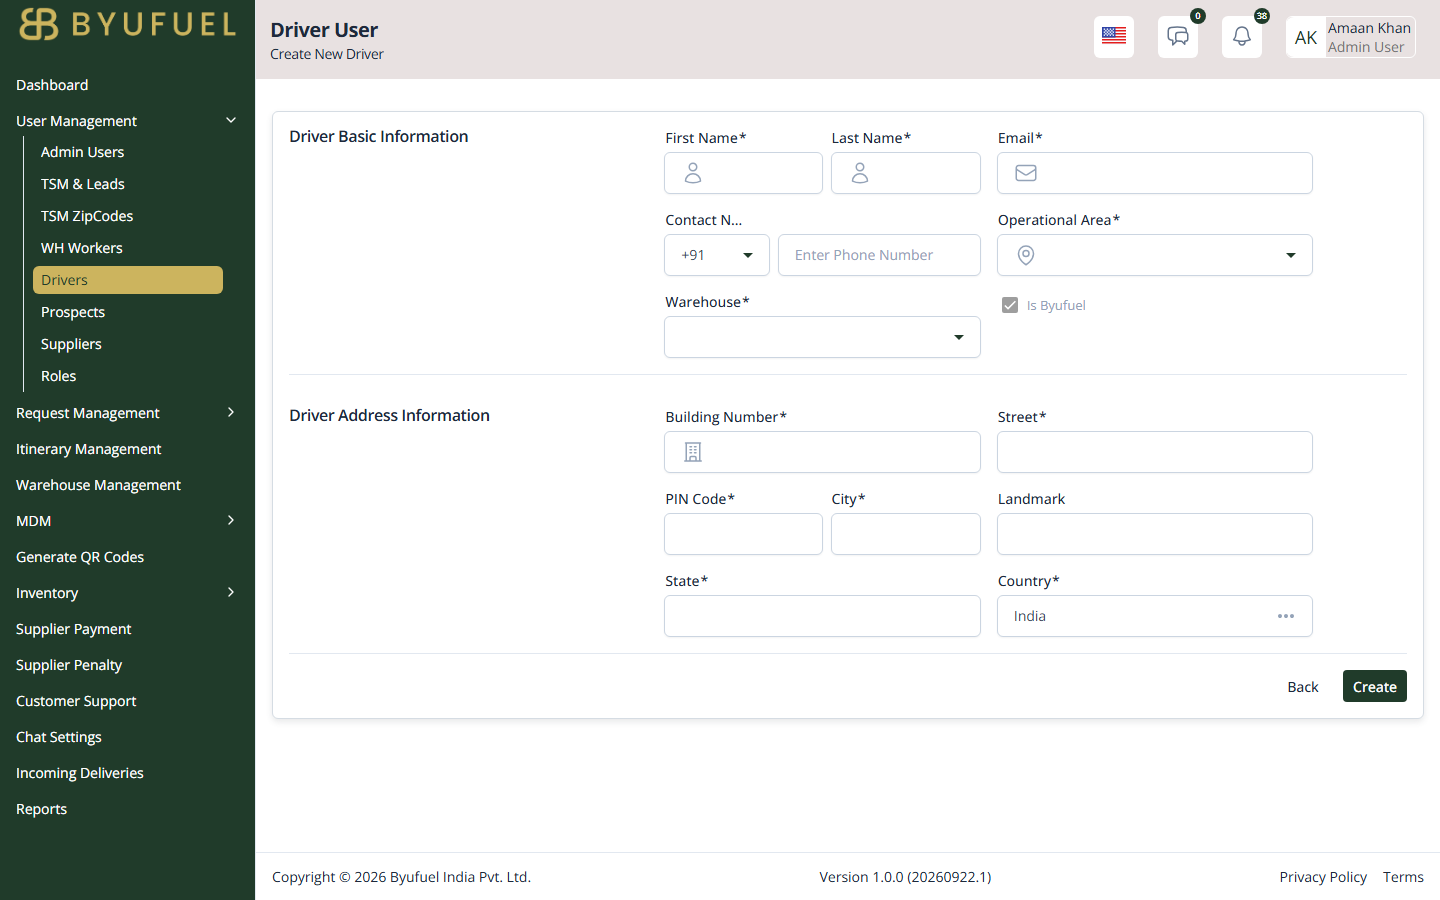 BYUFUEL
Dashboard
User Management
Admin Users
TSM & Leads
TSM ZipCodes
WH Workers
Drivers
Prospects
Suppliers
Roles
Request Management
Itinerary Management
Warehouse Management
MDM
Generate QR Codes
Inventory
Supplier Payment
Supplier Penalty
Customer Support
Chat Settings
Incoming Deliveries
Reports
Driver User
Create New Driver
0
38
AK
Amaan Khan
Admin User
Driver Basic Information
First Name* Last Name* Email*
Contact N... Operational Area*
+91 Enter Phone Number
Warehouse*
Is Byufuel
Driver Address Information
Building Number* Street*
PIN Code* City* Landmark
State* Country*
India
Back Create
Copyright © 2026 Byufuel India Pvt. Ltd. Version 1.0.0 (20260922.1) Privacy Policy Terms